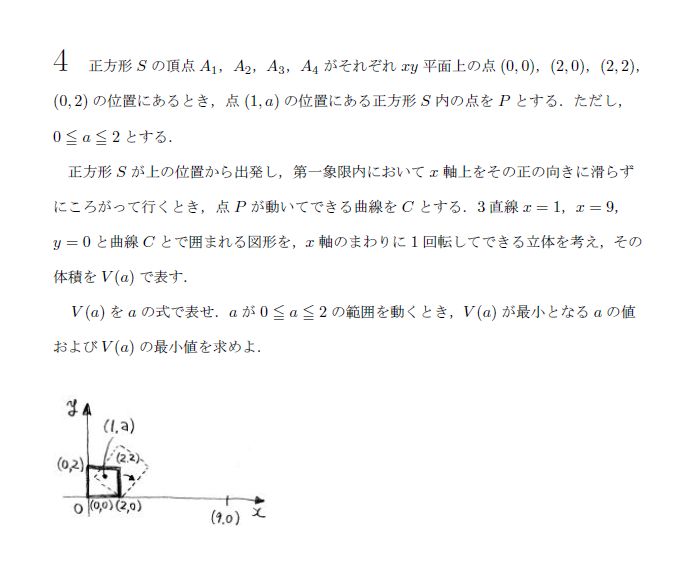 4 正方形 S の頂点 A₁，A₂，A₃，A₄ がそれぞれ xy 平面上の点 (0, 0)，(2, 0)，(2, 2)，
(0, 2) の位置にあるとき，点 (1, a) の位置にある正方形 S 内の点を P とする．ただし，
0 ≦ a ≦ 2 とする．
正方形 S が上の位置から出発し，第一象限内において x 軸上をその正の向きに滑らず
にころがって行くとき，点 P が動いてできる曲線を C とする．3 直線 x = 1，x = 9，
y = 0 と曲線 C とで囲まれる図形を，x 軸のまわりに 1 回転してできる立体を考え，その
体積を V(a) で表す．
V(a) を a の式で表せ．a が 0 ≦ a ≦ 2 の範囲を動くとき，V(a) が最小となる a の値
および V(a) の最小値を求めよ．
y
(1,a)
(0,2)
(2,2)
O (0,0) (2,0)
(9,0)
x